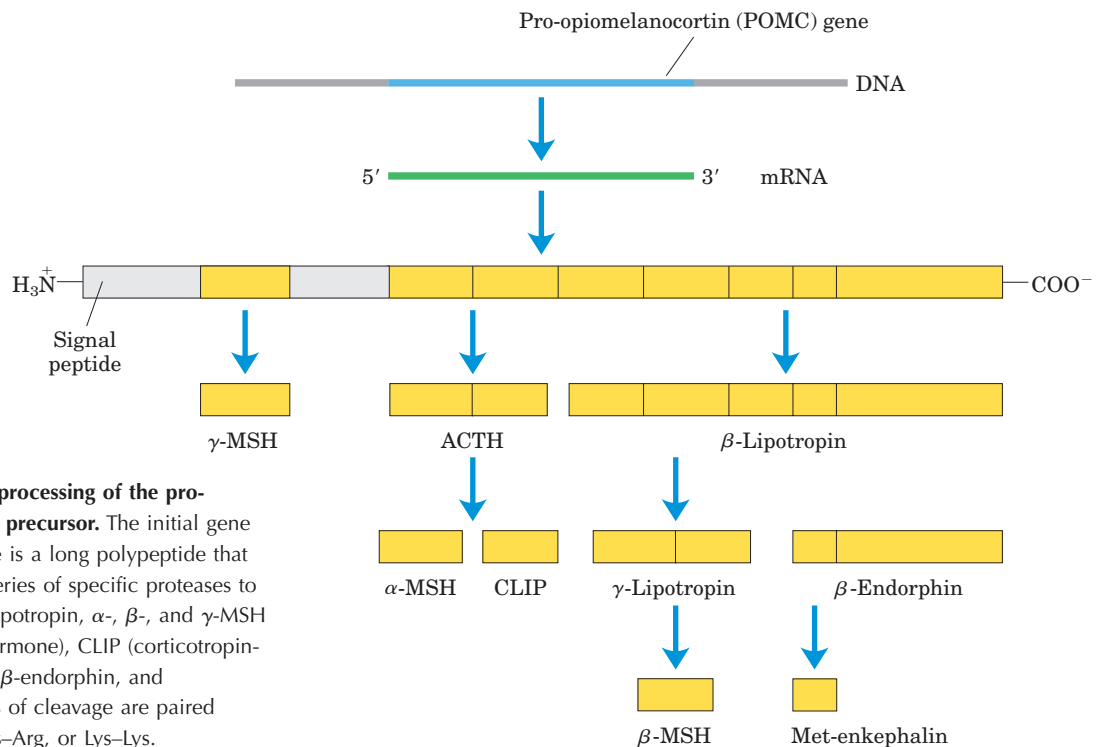 Pro-opiomelanocortin (POMC) gene
DNA
5′ 3′ mRNA
H₃N⁺ COO⁻
Signal
peptide
γ-MSH ACTH β-Lipotropin
processing of the pro-
precursor. The initial gene
is a long polypeptide that
eries of specific proteases to
potropin, α-, β-, and γ-MSH
rmone), CLIP (corticotropin-
β-endorphin, and
of cleavage are paired
–Arg, or Lys–Lys.
α-MSH CLIP γ-Lipotropin β-Endorphin
β-MSH Met-enkephalin